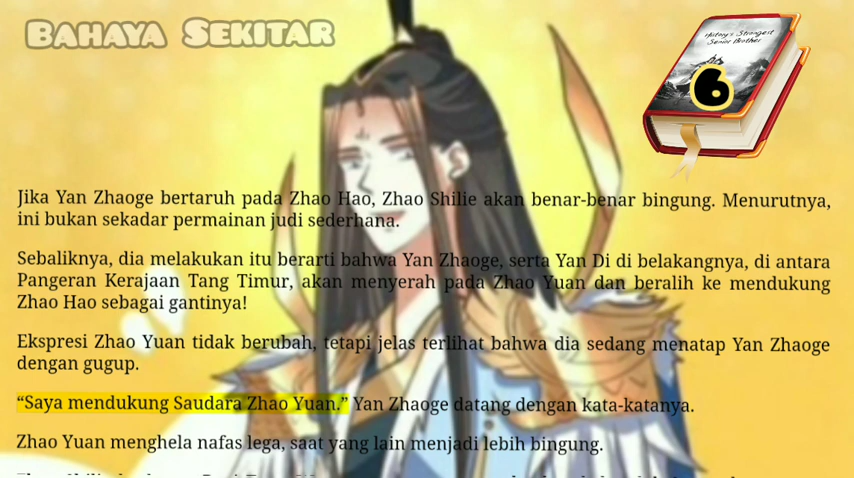 Bahaya Sekitar
History's Strongest
Senior Brother
6
Jika Yan Zhaoge bertaruh pada Zhao Hao, Zhao Shilie akan benar-benar bingung. Menurutnya,
ini bukan sekadar permainan judi sederhana.
Sebaliknya, dia melakukan itu berarti bahwa Yan Zhaoge, serta Yan Di di belakangnya, di antara
Pangeran Kerajaan Tang Timur, akan menyerah pada Zhao Yuan dan beralih ke mendukung
Zhao Hao sebagai gantinya!
Ekspresi Zhao Yuan tidak berubah, tetapi jelas terlihat bahwa dia sedang menatap Yan Zhaoge
dengan gugup.
“Saya mendukung Saudara Zhao Yuan.” Yan Zhaoge datang dengan kata-katanya.
Zhao Yuan menghela nafas lega, saat yang lain menjadi lebih bingung.